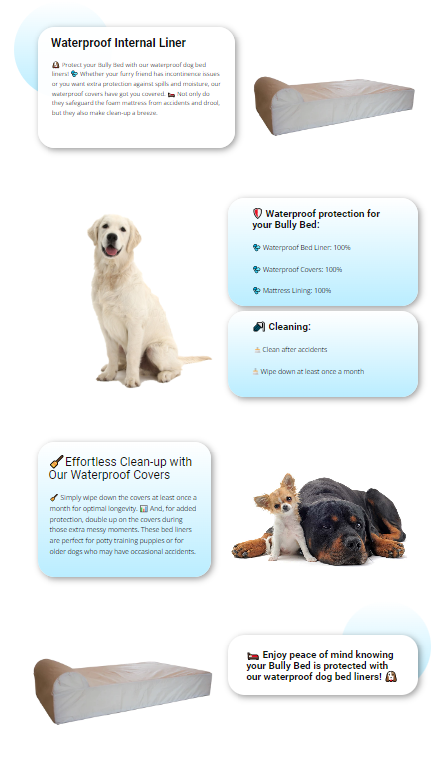 Waterproof Internal Liner
🐶 Protect your Bully Bed with our waterproof dog bed
liners! 💦 Whether your furry friend has incontinence issues
or you want extra protection against spills and moisture, our
waterproof covers have got you covered. 🛏️ Not only do
they safeguard the foam mattress from accidents and drool,
but they also make clean-up a breeze.
🛡️ Waterproof protection for
your Bully Bed:
💦 Waterproof Bed Liner: 100%
💦 Waterproof Covers: 100%
💦 Mattress Lining: 100%
Cleaning:
Clean after accidents
Wipe down at least once a month
Effortless Clean-up with
Our Waterproof Covers
Simply wipe down the covers at least once a
month for optimal longevity. 📊 And, for added
protection, double up on the covers during
those extra messy moments. These bed liners
are perfect for potty training puppies or for
older dogs who may have occasional accidents.
🛏️ Enjoy peace of mind knowing
your Bully Bed is protected with
our waterproof dog bed liners! 🐶